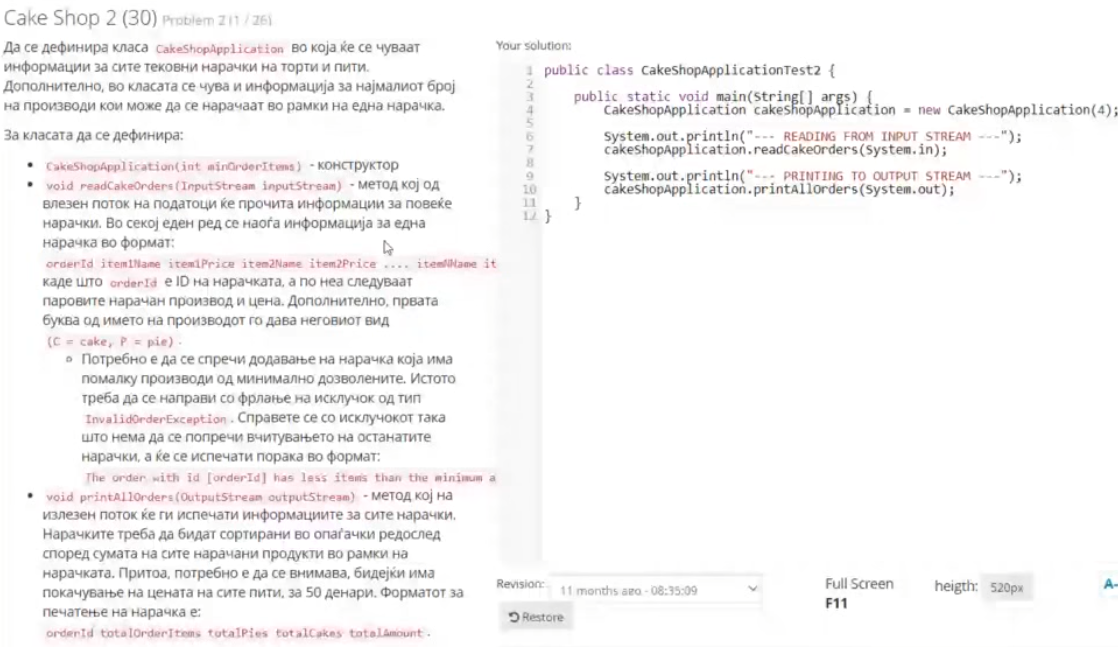 Cake Shop 2 (30) Problem 2 (1 / 26)
Да се дефинира класа CakeShopApplication во која ќе се чуваат
информации за сите тековни нарачки на торти и пити.
Дополнително, во класата се чува и информација за најмалиот број
на производи кои може да се нарачаат во рамки на една нарачка.
За класата да се дефинира:
CakeShopApplication(int minOrderItems) - конструктор
void readCakeOrders(InputStream inputStream) - метод кој од
влезен поток на податоци ќе прочита информации за повеќе
нарачки. Во секој еден ред се наоѓа информација за една
нарачка во формат:
orderId item1Name item1Price item2Name item2Price .... itemNName it
каде што orderId е ID на нарачката, а по неа следуваат
паровите нарачан производ и цена. Дополнително, првата
буква од името на производот го дава неговиот вид
(C = cake, P = pie).
Потребно е да се спречи додавање на нарачка која има
помалку производи од минимално дозволените. Истото
треба да се направи со фрлање на исклучок од тип
InvalidOrderException. Справете се со исклучокот така
што нема да се попречи вчитувањето на останатите
нарачки, а ќе се испечати порака во формат:
The order with id [orderId] has less items than the minimum a
void printAllOrders(OutputStream outputStream) - метод кој на
излезен поток ќе ги испечати информациите за сите нарачки.
Нарачките треба да бидат сортирани во опаѓачки редослед
според сумата на сите нарачани продукти во рамки на
нарачката. Притоа, потребно е да се внимава, бидејќи има
покачување на цената на сите пити, за 50 денари. Форматот за
печатење на нарачка е:
orderId totalOrderItems totalPies totalCakes totalAmount.
Your solution:
1 public class CakeShopApplicationTest2 {
2
3 public static void main(String[] args) {
4 CakeShopApplication cakeShopApplication = new CakeShopApplication(4);
5
6 System.out.println("--- READING FROM INPUT STREAM ---");
7 cakeShopApplication.readCakeOrders(System.in);
8
9 System.out.println("--- PRINTING TO OUTPUT STREAM ---");
10 cakeShopApplication.printAllOrders(System.out);
11 }
12 }
Revision: 11 months ago - 08:35:09
Restore
Full Screen
F11
heigth: 520px
A-